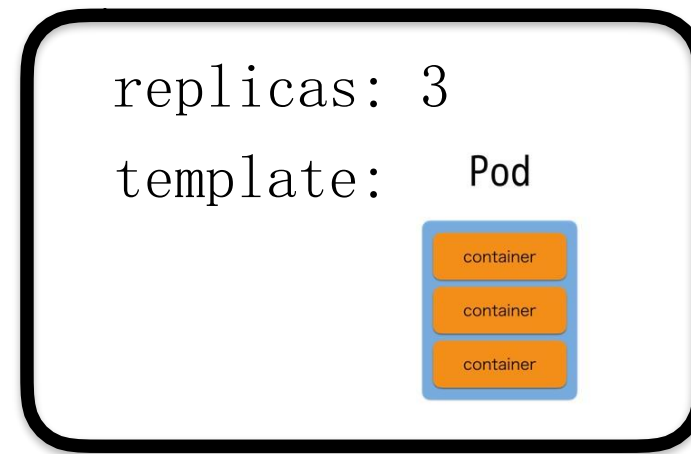 replicas: 3
template:
Pod
container
container
container